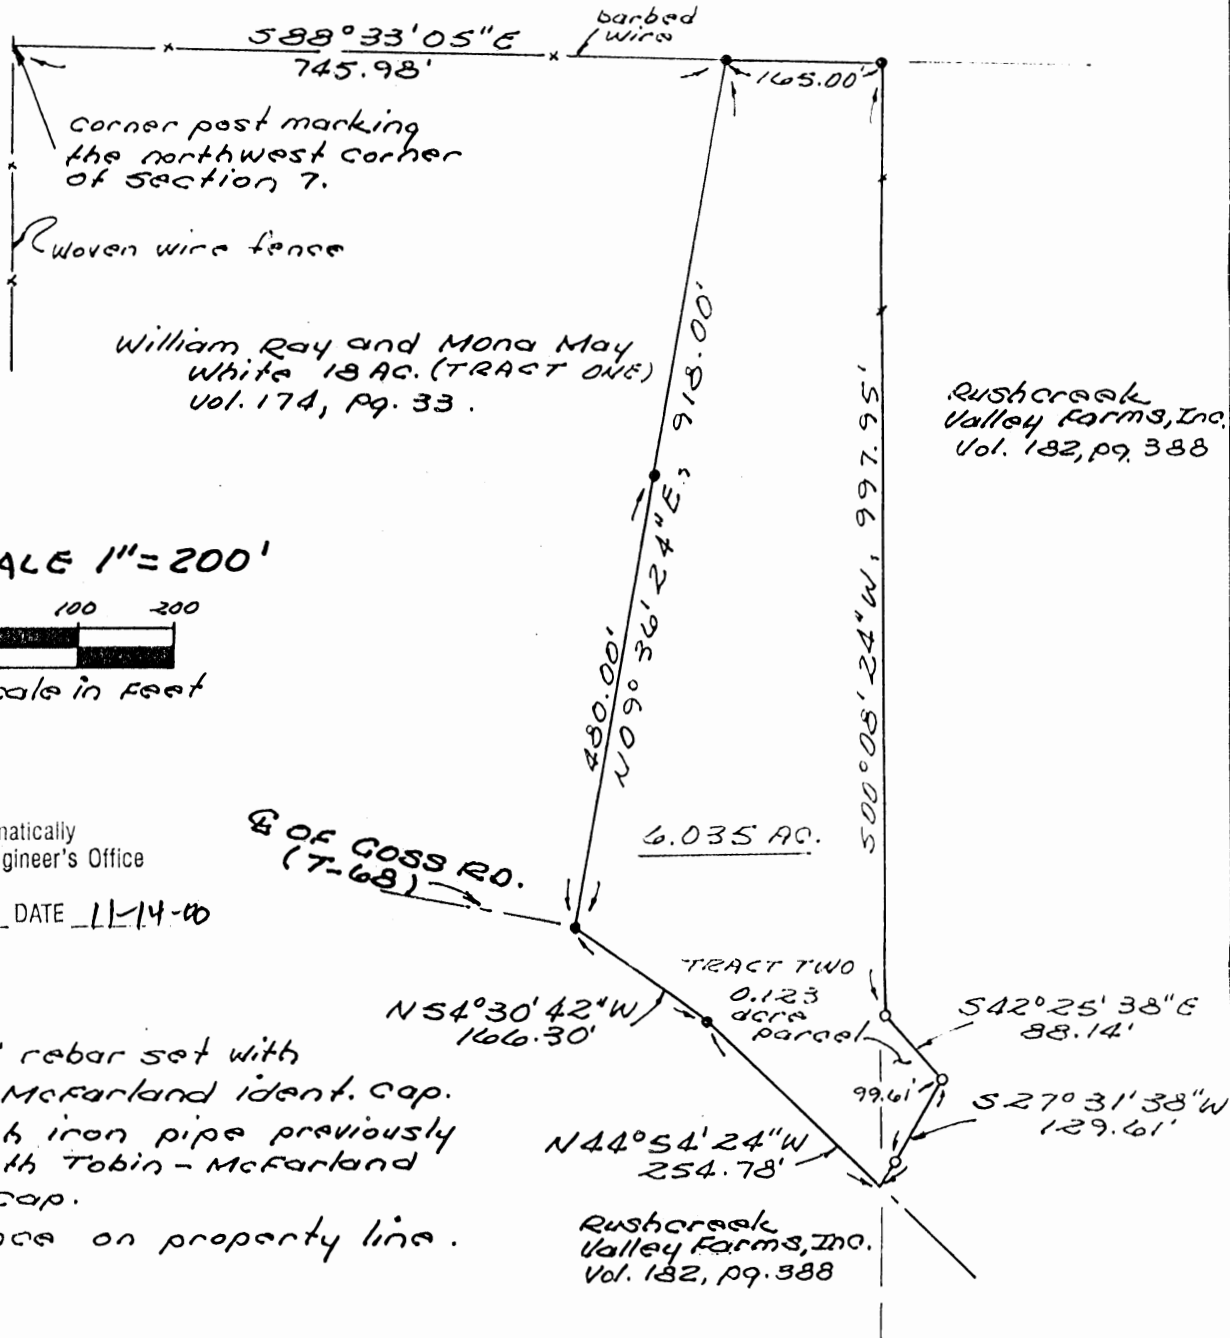 S88°33'05"E
745.98'
barbed
wire
165.00'
corner post marking
the northwest corner
of section 7.
woven wire fence
William Ray and Mona May
White 18 AC. (TRACT ONE)
Vol. 174, pg. 33.
N09°36'24"E, 918.00'
480.00'
S00°08'24"W, 997.95'
Rushcreek
Valley Farms, Inc.
Vol. 182, pg. 388
ALE 1"=200'
100 200
cale in Feet
6.035 AC.
natically
gineer's Office
DATE 11-14-00
℄ OF GOSS RD.
(T-68)
TRACT TWO
0.123
acre
parcel
N54°30'42"W
166.30'
S42°25'38"E
88.14'
99.61'
S27°31'38"W
129.61'
N44°54'24"W
254.78'
' rebar set with
McFarland ident. cap.
h iron pipe previously
th Tobin-McFarland
cap.
nce on property line.
Rushcreek
Valley Farms, Inc.
Vol. 182, pg. 388